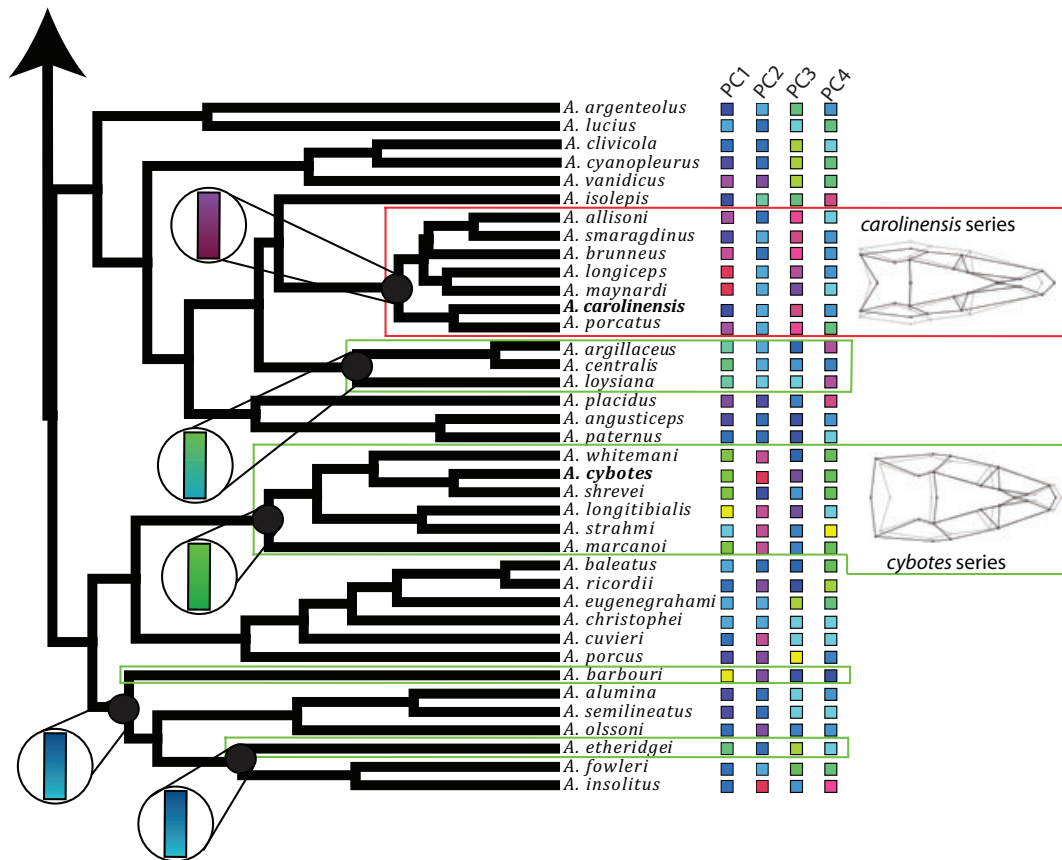 PC1 PC2 PC3 PC4
A. argenteolus
A. lucius
A. clivicola
A. cyanopleurus
A. vanidicus
A. isolepis
A. allisoni
carolinensis series
A. smaragdinus
A. brunneus
A. longiceps
A. maynardi
A. carolinensis
A. porcatus
A. argillaceus
A. centralis
A. loysiana
A. placidus
A. angusticeps
A. paternus
A. whitemani
A. cybotes
A. shrevei
A. longitibialis
A. strahmi
A. marcanoi
cybotes series
A. baleatus
A. ricordii
A. eugenegrahami
A. christophei
A. cuvieri
A. porcus
A. barbouri
A. alumina
A. semilineatus
A. olssoni
A. etheridgei
A. fowleri
A. insolitus